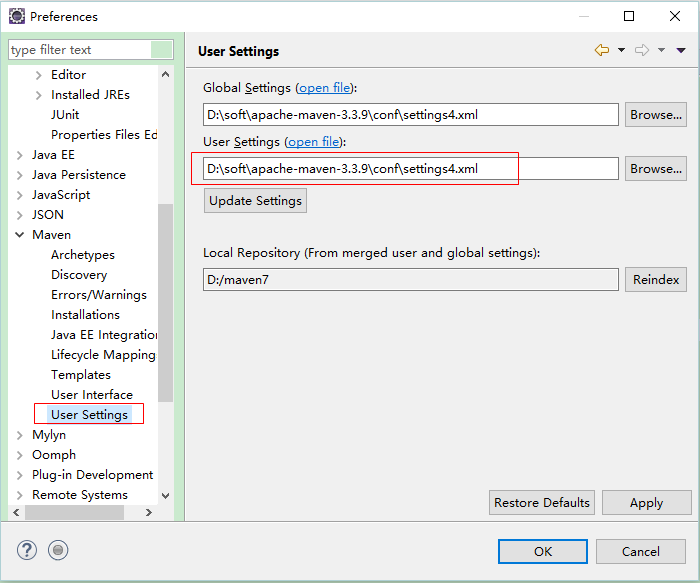 Preferences
type filter text
Editor
Installed JREs
JUnit
Properties Files Ed
Java EE
Java Persistence
JavaScript
JSON
Maven
Archetypes
Discovery
Errors/Warnings
Installations
Java EE Integration
Lifecycle Mapping
Templates
User Interface
User Settings
Mylyn
Oomph
Plug-in Development
Remote Systems
User Settings
Global Settings (open file):
D:\soft\apache-maven-3.3.9\conf\settings4.xml Browse...
User Settings (open file):
D:\soft\apache-maven-3.3.9\conf\settings4.xml Browse...
Update Settings
Local Repository (From merged user and global settings):
D:/maven7 Reindex
Restore Defaults Apply
? OK Cancel